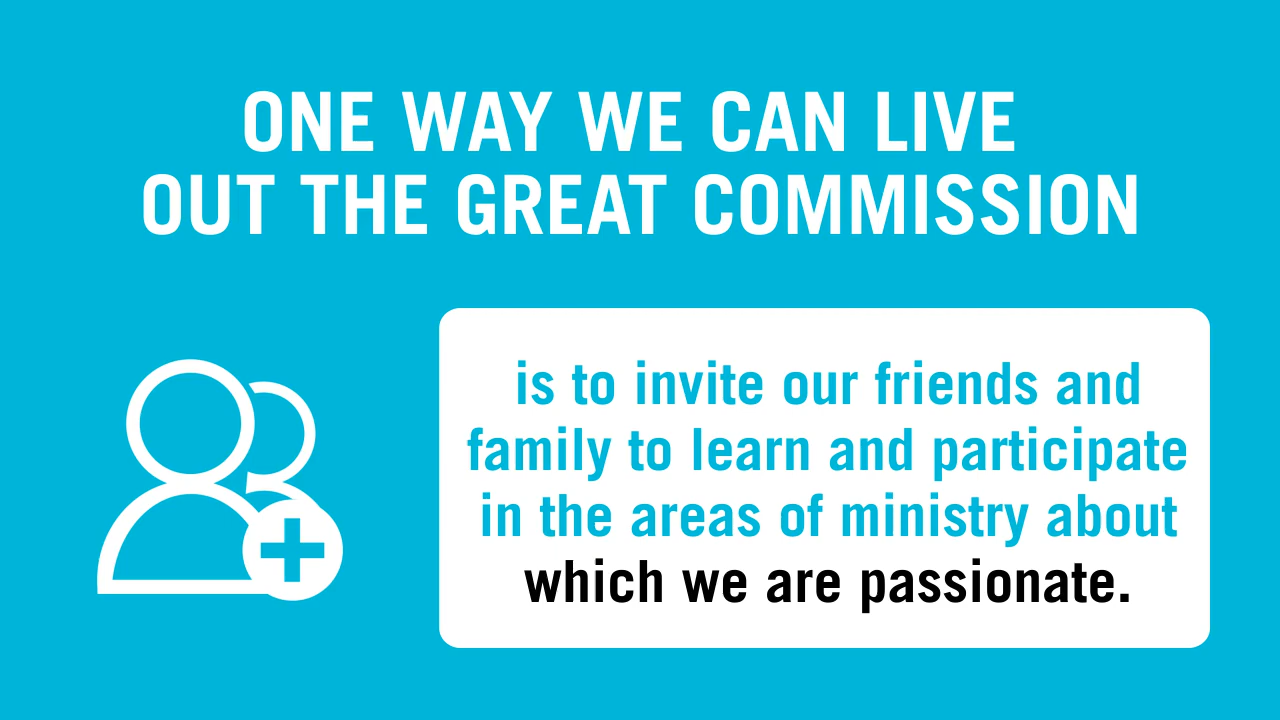 ONE WAY WE CAN LIVE
OUT THE GREAT COMMISSION
is to invite our friends and
family to learn and participate
in the areas of ministry about
which we are passionate.